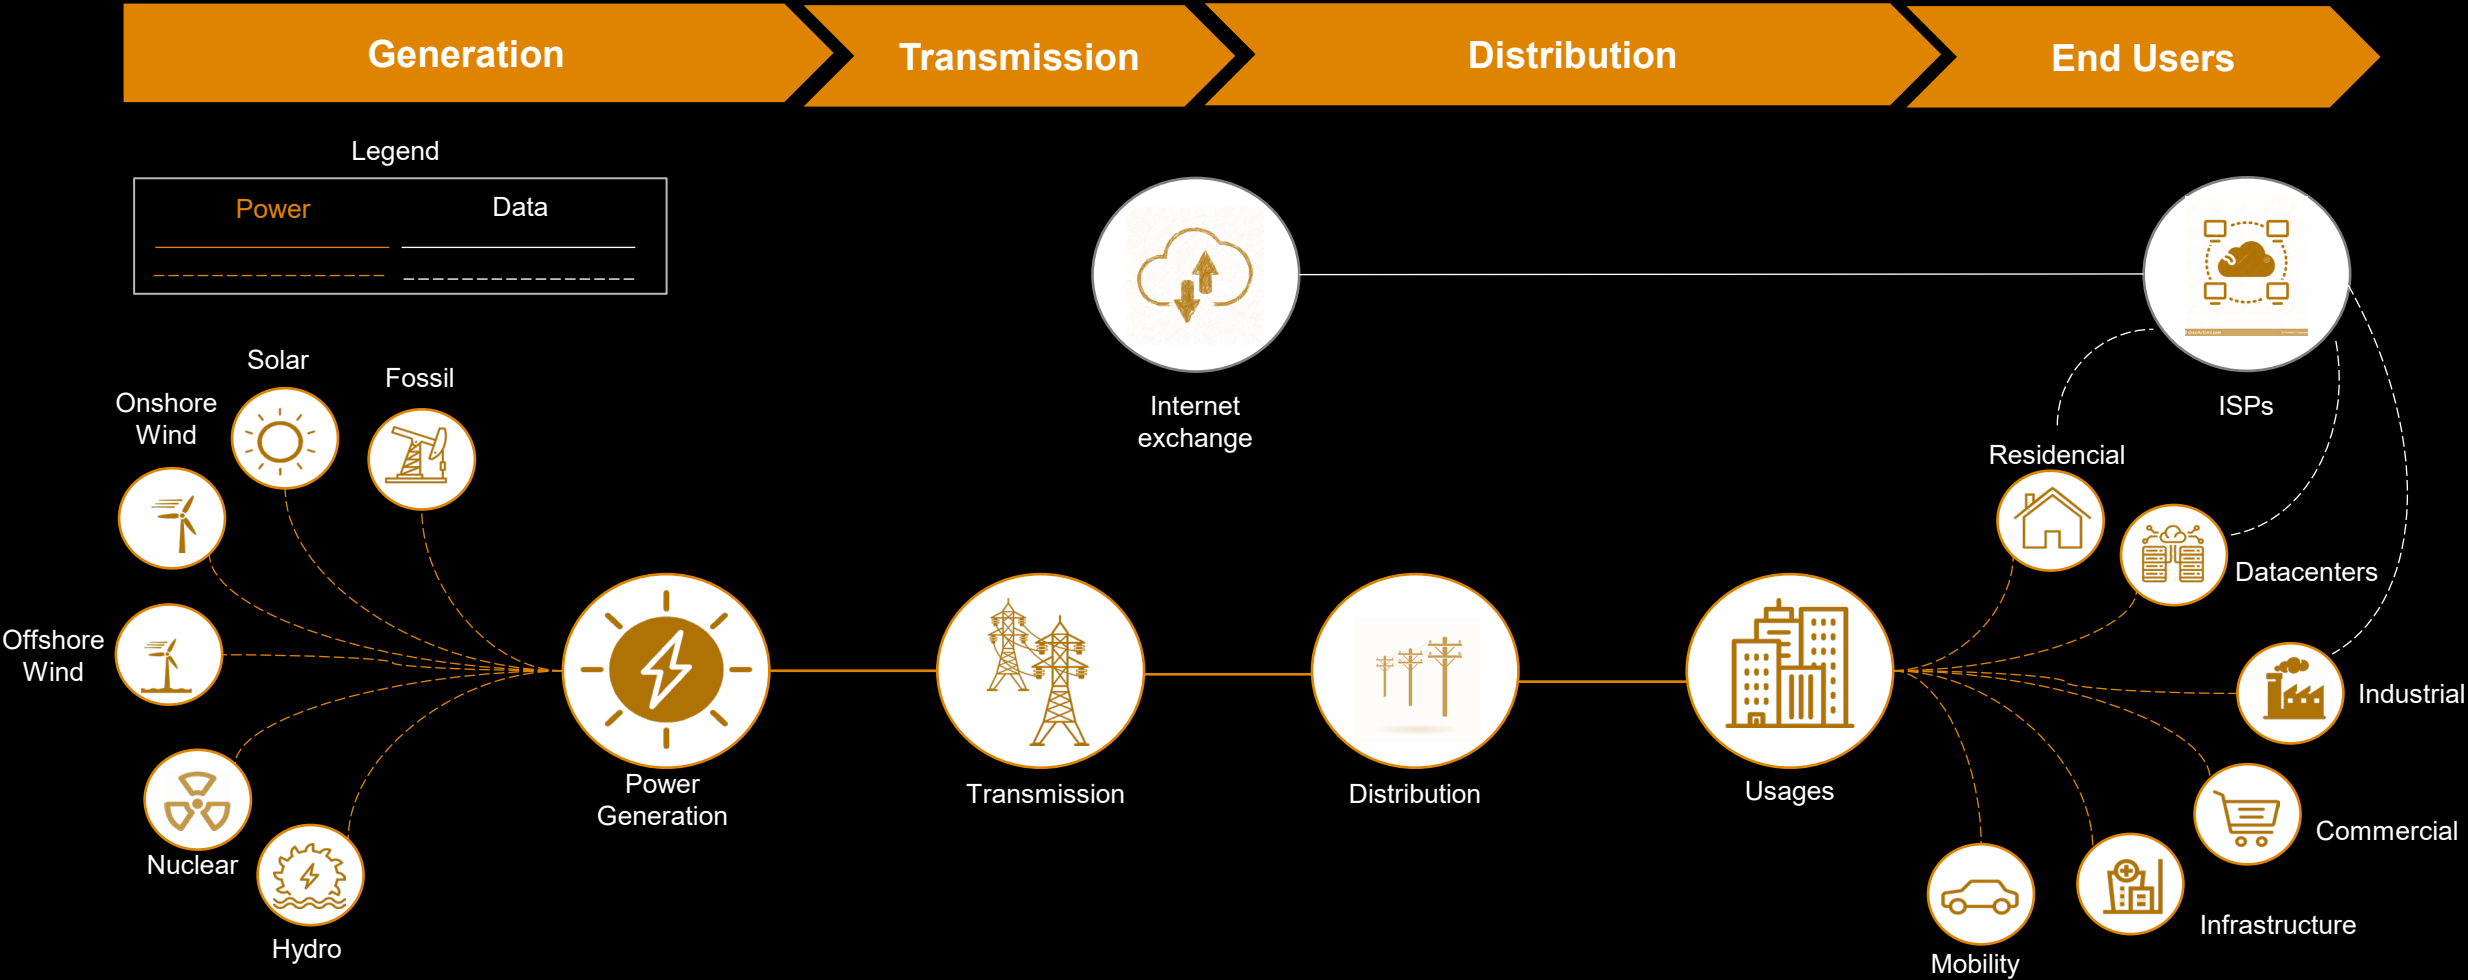 Generation
Transmission
Distribution
End Users
Legend
Power
Data
Solar
Fossil
Onshore
Wind
Offshore
Wind
Nuclear
Hydro
Power
Generation
Transmission
Distribution
Usages
Internet
exchange
ISPs
Residencial
Datacenters
Industrial
Commercial
Infrastructure
Mobility